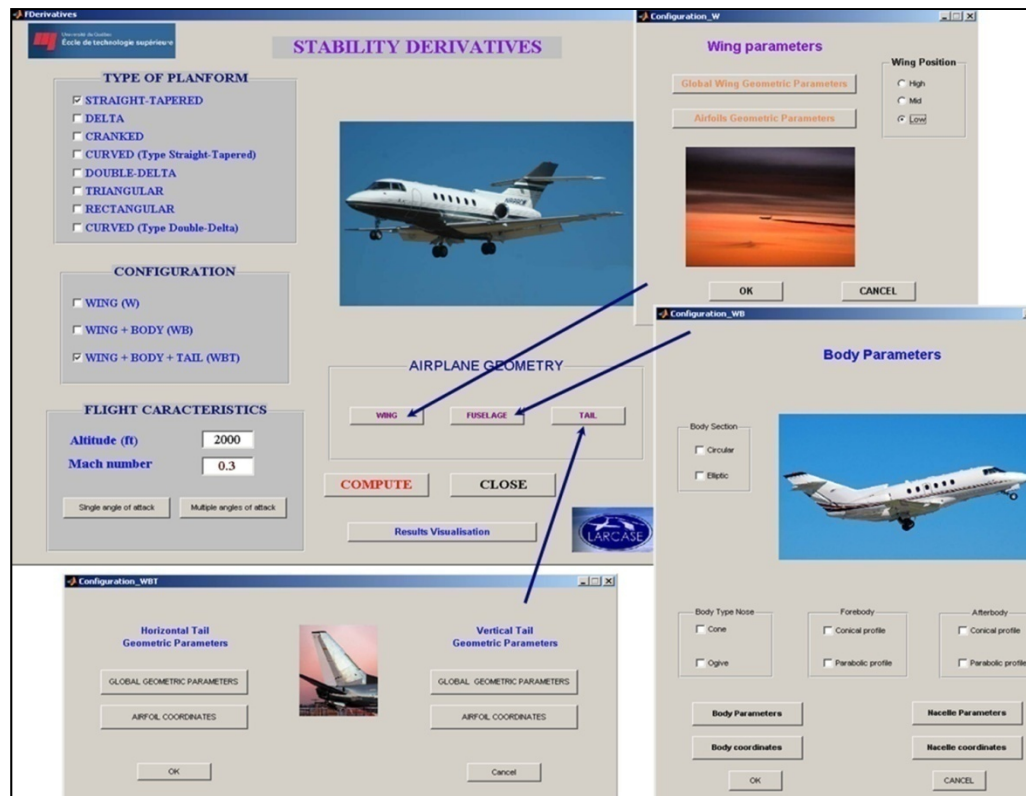 FDerivatives
Université du Québec
École de technologie supérieure
STABILITY DERIVATIVES
TYPE OF PLANFORM
STRAIGHT-TAPERED
DELTA
CRANKED
CURVED (Type Straight-Tapered)
DOUBLE-DELTA
TRIANGULAR
RECTANGULAR
CURVED (Type Double-Delta)
CONFIGURATION
WING (W)
WING + BODY (WB)
WING + BODY + TAIL (WBT)
FLIGHT CARACTERISTICS
Altitude (ft) 2000
Mach number 0.3
Single angle of attack Multiple angles of attack
AIRPLANE GEOMETRY
WING FUSELAGE TAIL
COMPUTE CLOSE
Results Visualisation
LARCASE
Configuration_W
Wing parameters
Global Wing Geometric Parameters
Airfoils Geometric Parameters
Wing Position
High
Mid
Low
OK CANCEL
Configuration_WB
Body Parameters
Body Section
Circular
Elliptic
Body Type Nose
Cone
Ogive
Forebody
Conical profile
Parabolic profile
Afterbody
Conical profile
Parabolic profile
Body Parameters Nacelle Parameters
Body coordinates Nacelle coordinates
OK CANCEL
Configuration_WBT
Horizontal Tail
Geometric Parameters
GLOBAL GEOMETRIC PARAMETERS
AIRFOIL COORDINATES
Vertical Tail
Geometric Parameters
GLOBAL GEOMETRIC PARAMETERS
AIRFOIL COORDINATES
OK Cancel